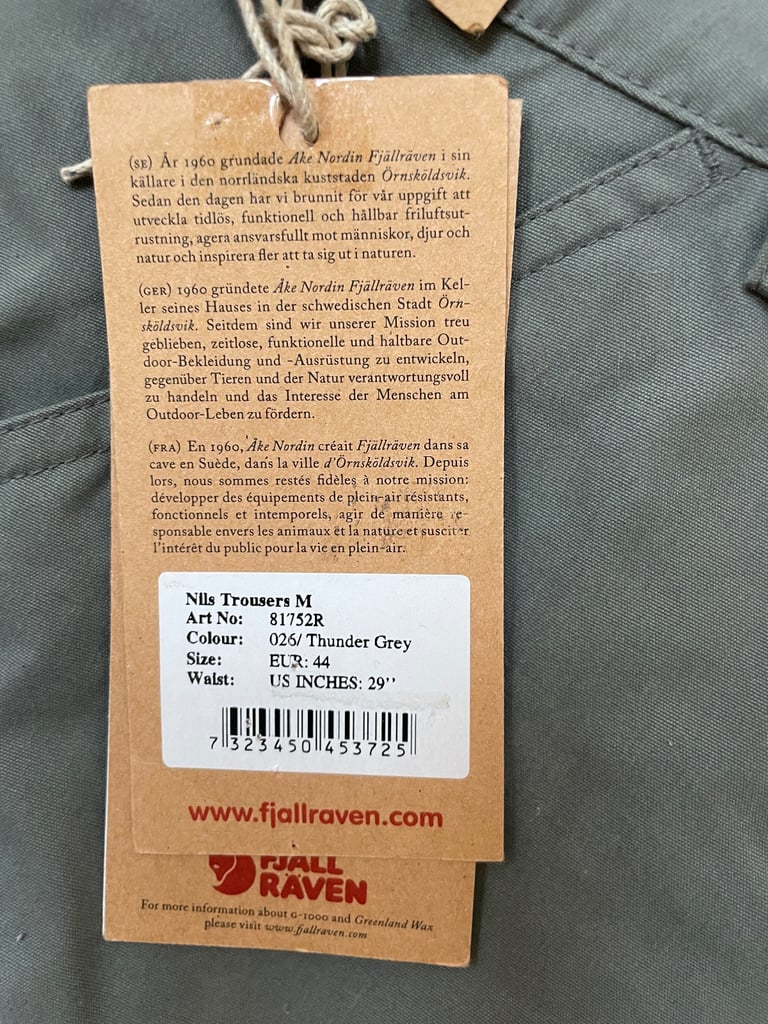 (SE) År 1960 grundade Åke Nordin Fjällräven i sin
källare i den norrländska kuststaden Örnsköldsvik.
Sedan den dagen har vi brunnit för vår uppgift att
utveckla tidlös, funktionell och hållbar friluftsut-
rustning, agera ansvarsfullt mot människor, djur och
natur och inspirera fler att ta sig ut i naturen.
(GER) 1960 gründete Åke Nordin Fjällräven im Kel-
ler seines Hauses in der schwedischen Stadt Örn-
sköldsvik. Seitdem sind wir unserer Mission treu
geblieben, zeitlose, funktionelle und haltbare Out-
door-Bekleidung und -Ausrüstung zu entwickeln,
gegenüber Tieren und der Natur verantwortungsvoll
zu handeln und das Interesse der Menschen am
Outdoor-Leben zu fördern.
(FRA) En 1960, Åke Nordin créait Fjällräven dans sa
cave en Suède, dans la ville d'Örnsköldsvik. Depuis
lors, nous sommes restés fidèles à notre mission:
développer des équipements de plein-air résistants,
fonctionnels et intemporels, agir de manière re-
sponsable envers les animaux et la nature et susciter
l'intérêt du public pour la vie en plein-air.
Nils Trousers M
Art No: 81752R
Colour: 026/ Thunder Grey
Size: EUR: 44
Waist: US INCHES: 29''
7 323450 453725
www.fjallraven.com
FJÄLL
RÄVEN
For more information about G-1000 and Greenland Wax
please visit www.fjallraven.com